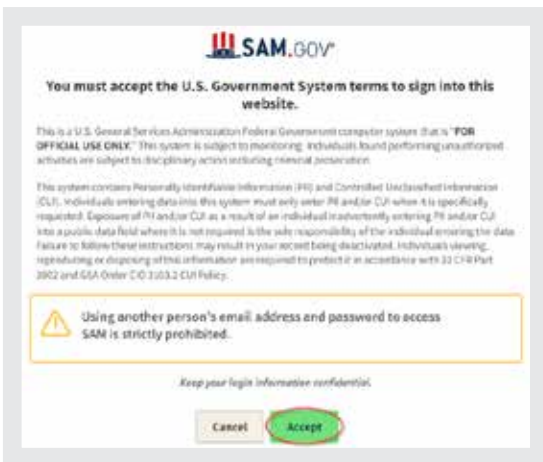 SAM.GOV®
You must accept the U.S. Government System terms to sign into this
website.
This is a U.S. General Services Administration Federal Government computer system that is "FOR
OFFICIAL USE ONLY." This system is subject to monitoring. Individuals found performing unauthorized
activities are subject to disciplinary action including criminal prosecution.
This system contains Personally Identifiable Information (PII) and Controlled Unclassified Information
(CUI). Individuals entering data into this system must only enter PII and/or CUI when it is specifically
requested. Exposure of PII and/or CUI as a result of an individual inadvertently entering PII and/or CUI
into a public data field where it is not required is the sole responsibility of the individual entering the data.
Failure to follow these instructions may result in your record being deactivated. Individuals viewing,
reproducing or disposing of this information are required to protect it in accordance with 32 CFR Part
2002 and GSA Order CIO 2103.2 CUI Policy.
Using another person's email address and password to access
SAM is strictly prohibited.
Keep your login information confidential.
Cancel Accept